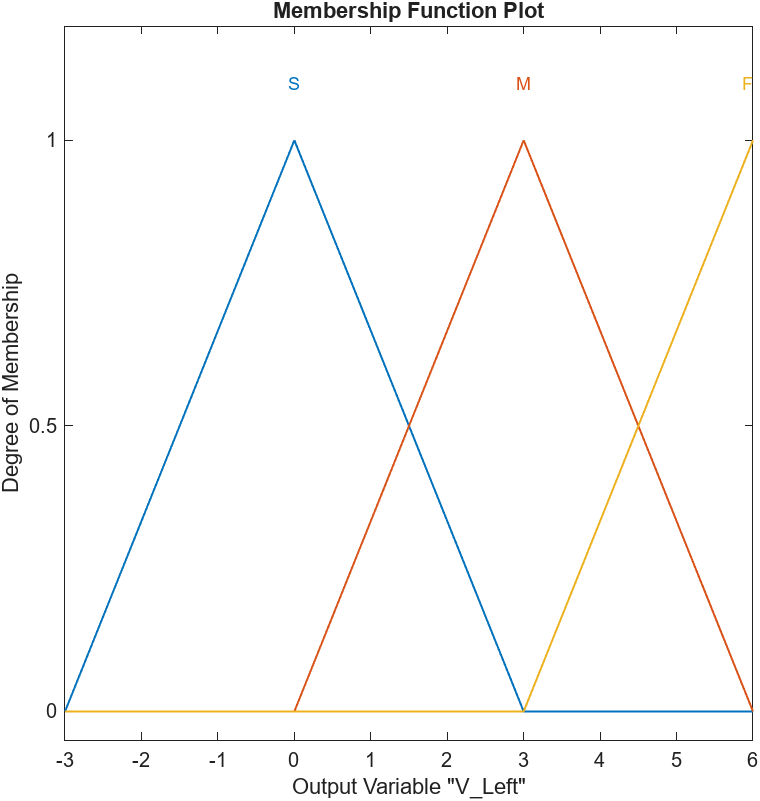 Membership Function Plot
S M F
1
0.5
0
Degree of Membership
-3 -2 -1 0 1 2 3 4 5 6
Output Variable "V_Left"